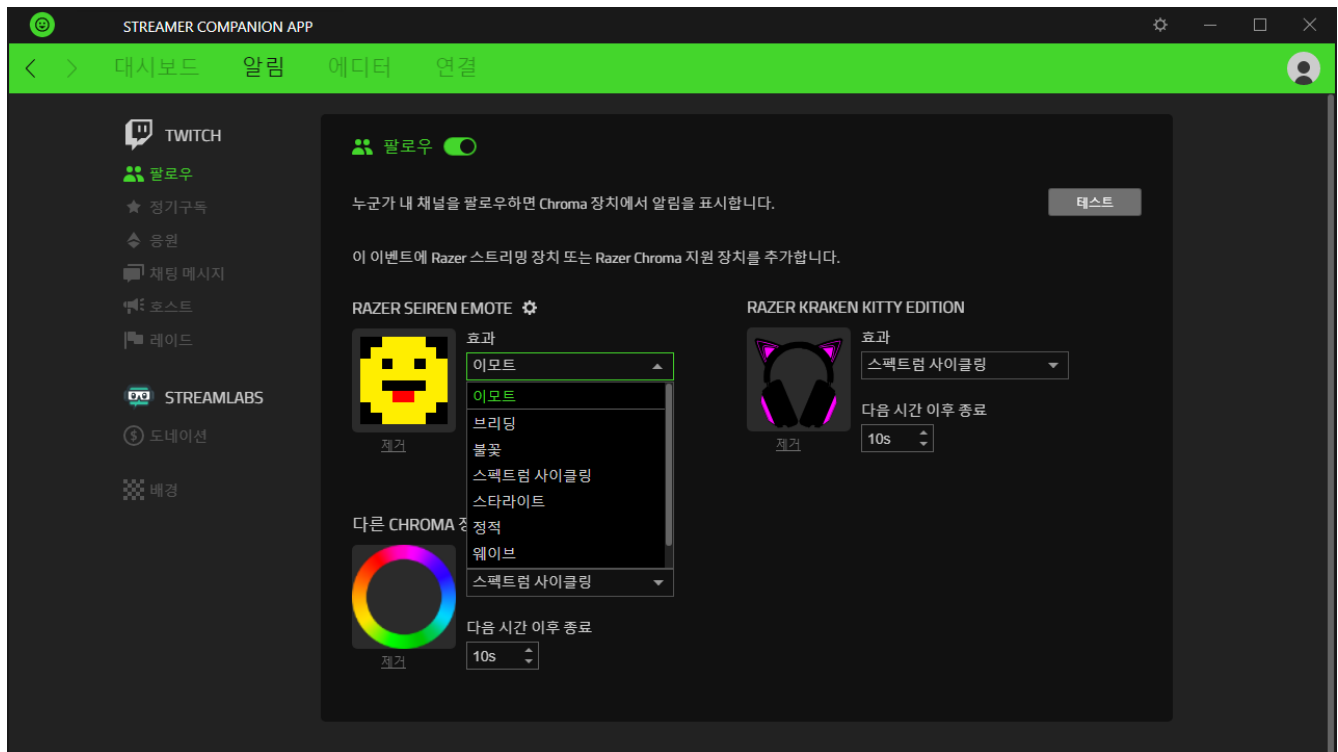 STREAMER COMPANION APP
대시보드 알림 에디터 연결
TWITCH
팔로우
정기구독
응원
채팅 메시지
호스트
레이드
STREAMLABS
도네이션
배경
팔로우
누군가 내 채널을 팔로우하면 Chroma 장치에서 알림을 표시합니다.
테스트
이 이벤트에 Razer 스트리밍 장치 또는 Razer Chroma 지원 장치를 추가합니다.
RAZER SEIREN EMOTE
효과
이모트
이모트
브리딩
불꽃
스펙트럼 사이클링
스타라이트
정적
웨이브
제거
RAZER KRAKEN KITTY EDITION
효과
스펙트럼 사이클링
다음 시간 이후 종료
10s
제거
다른 CHROMA
스펙트럼 사이클링
다음 시간 이후 종료
10s
제거